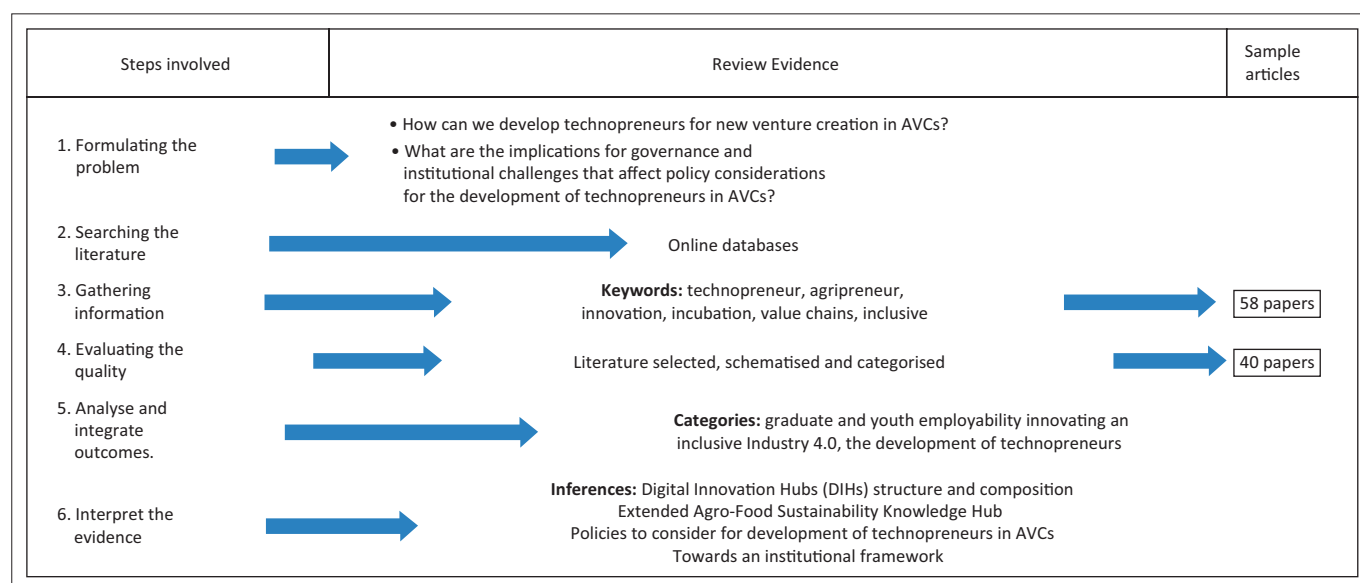 Steps involved
Review Evidence
Sample
articles
1. Formulating the
problem
• How can we develop technopreneurs for new venture creation in AVCs?
• What are the implications for governance and
institutional challenges that affect policy considerations
for the development of technopreneurs in AVCs?
2. Searching the
literature
Online databases
3. Gathering
information
Keywords: technopreneur, agripreneur,
innovation, incubation, value chains, inclusive
58 papers
4. Evaluating the
quality
Literature selected, schematised and categorised
40 papers
5. Analyse and
integrate
outcomes.
Categories: graduate and youth employability innovating an
inclusive Industry 4.0, the development of technopreneurs
6. Interpret the
evidence
Inferences: Digital Innovation Hubs (DIHs) structure and composition
Extended Agro-Food Sustainability Knowledge Hub
Policies to consider for development of technopreneurs in AVCs
Towards an institutional framework